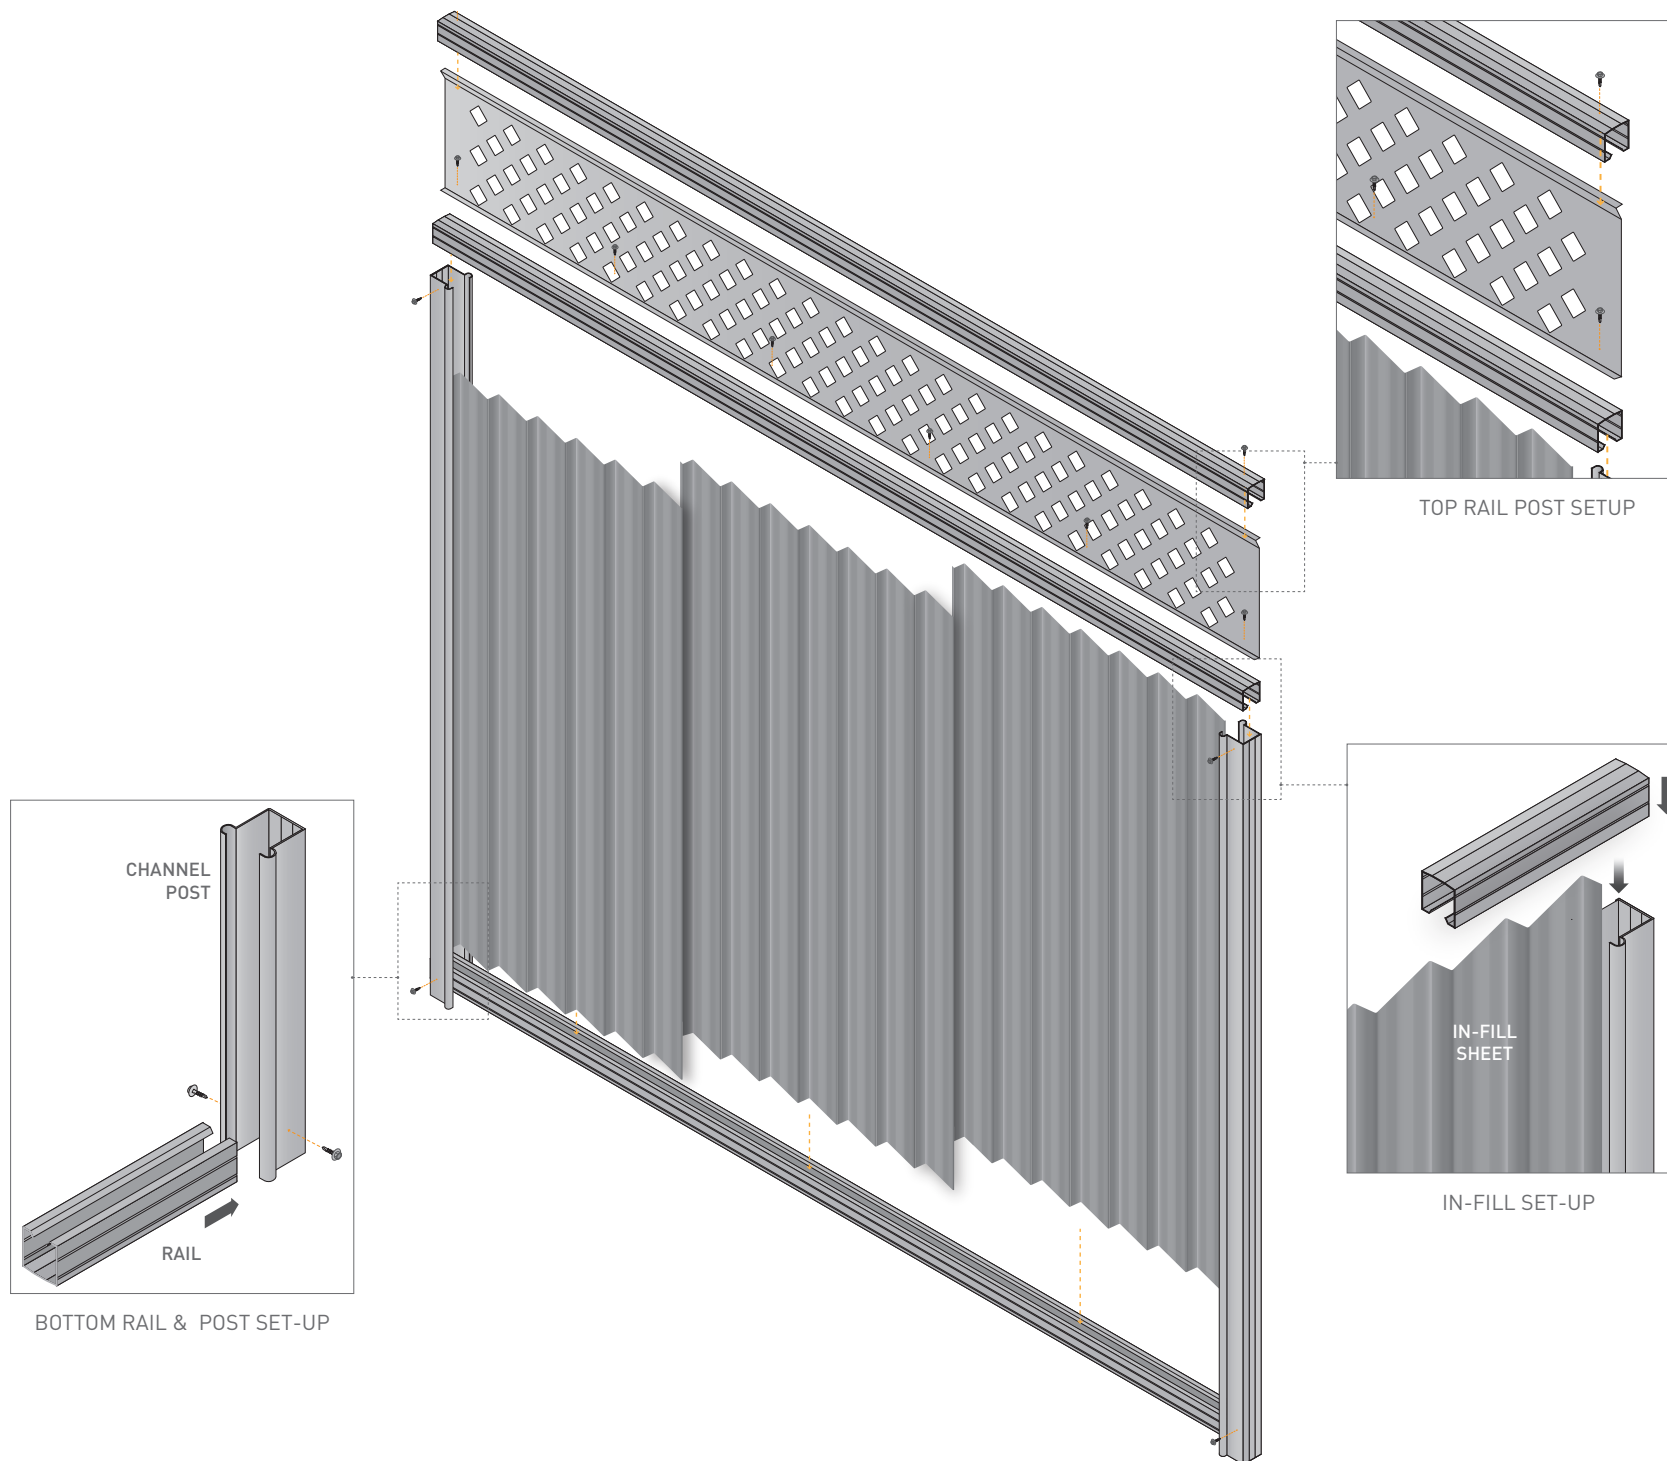 TOP RAIL POST SETUP
CHANNEL
POST
RAIL
BOTTOM RAIL & POST SET-UP
IN-FILL
SHEET
IN-FILL SET-UP